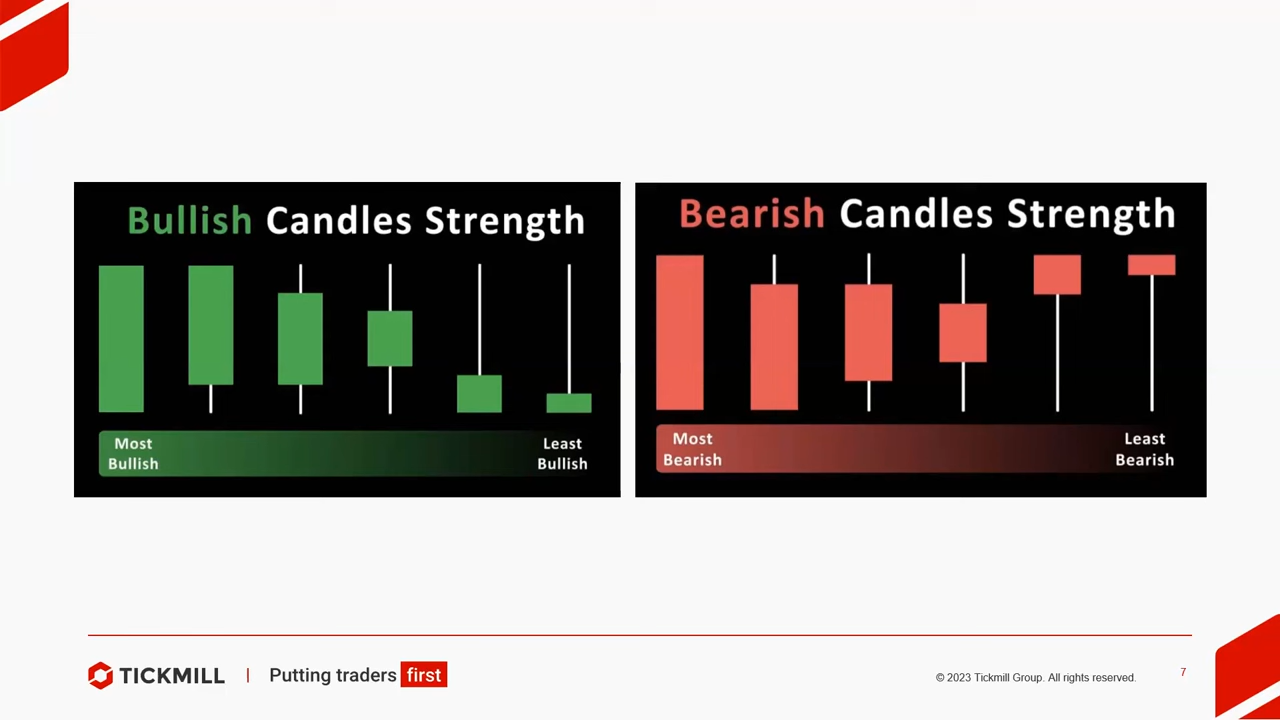 Bullish Candles Strength
Most
Bullish
Least
Bullish
Bearish Candles Strength
Most
Bearish
Least
Bearish
TICKMILL | Putting traders first
© 2023 Tickmill Group. All rights reserved.
7